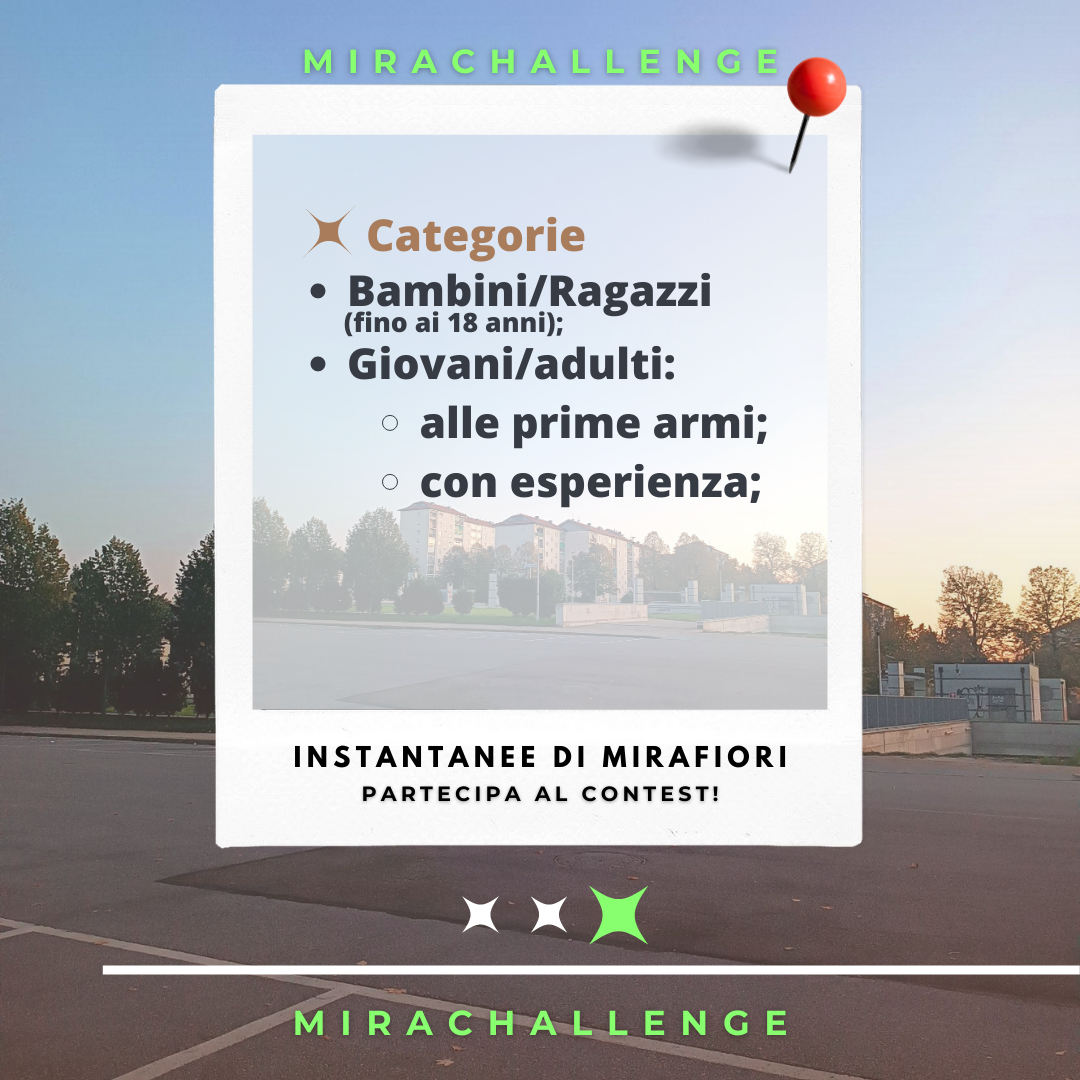 MIRACHALLENGE
Categorie
• Bambini/Ragazzi
(fino ai 18 anni);
• Giovani/adulti:
○ alle prime armi;
○ con esperienza;
INSTANTANEE DI MIRAFIORI
PARTECIPA AL CONTEST!
MIRACHALLENGE